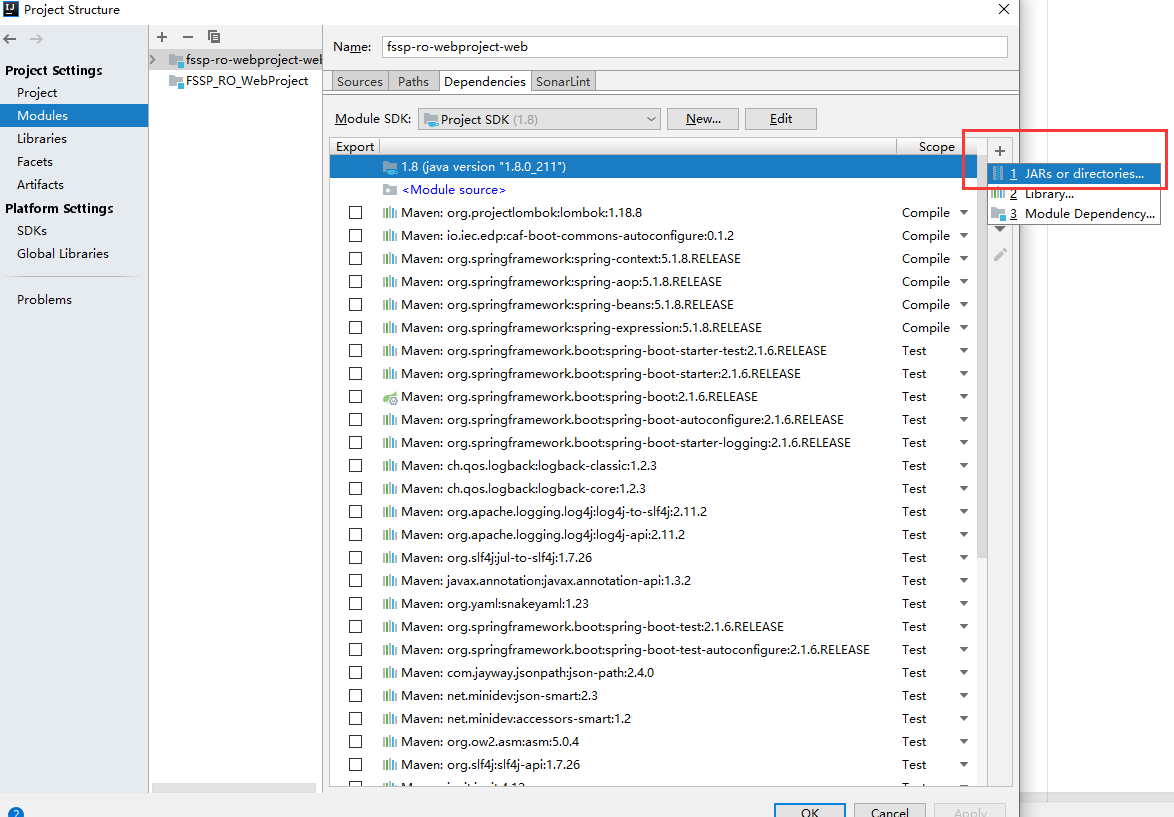 Project Structure
Project Settings
Project
Modules
Libraries
Facets
Artifacts
Platform Settings
SDKs
Global Libraries
Problems
fssp-ro-webproject-wel
FSSP_RO_WebProject
Name: fssp-ro-webproject-web
Sources Paths Dependencies SonarLint
Module SDK: Project SDK (1.8) New... Edit
Export Scope
1.8 (java version "1.8.0_211")
<Module source>
Maven: org.projectlombok:lombok:1.18.8 Compile
Maven: io.iec.edp:caf-boot-commons-autoconfigure:0.1.2 Compile
Maven: org.springframework:spring-context:5.1.8.RELEASE Compile
Maven: org.springframework:spring-aop:5.1.8.RELEASE Compile
Maven: org.springframework:spring-beans:5.1.8.RELEASE Compile
Maven: org.springframework:spring-expression:5.1.8.RELEASE Compile
Maven: org.springframework.boot:spring-boot-starter-test:2.1.6.RELEASE Test
Maven: org.springframework.boot:spring-boot-starter:2.1.6.RELEASE Test
Maven: org.springframework.boot:spring-boot:2.1.6.RELEASE Test
Maven: org.springframework.boot:spring-boot-autoconfigure:2.1.6.RELEASE Test
Maven: org.springframework.boot:spring-boot-starter-logging:2.1.6.RELEASE Test
Maven: ch.qos.logback:logback-classic:1.2.3 Test
Maven: ch.qos.logback:logback-core:1.2.3 Test
Maven: org.apache.logging.log4j:log4j-to-slf4j:2.11.2 Test
Maven: org.apache.logging.log4j:log4j-api:2.11.2 Test
Maven: org.slf4j:jul-to-slf4j:1.7.26 Test
Maven: javax.annotation:javax.annotation-api:1.3.2 Test
Maven: org.yaml:snakeyaml:1.23 Test
Maven: org.springframework.boot:spring-boot-test:2.1.6.RELEASE Test
Maven: org.springframework.boot:spring-boot-test-autoconfigure:2.1.6.RELEASE Test
Maven: com.jayway.jsonpath:json-path:2.4.0 Test
Maven: net.minidev:json-smart:2.3 Test
Maven: net.minidev:accessors-smart:1.2 Test
Maven: org.ow2.asm:asm:5.0.4 Test
Maven: org.slf4j:slf4j-api:1.7.26 Test
1 JARs or directories...
2 Library...
3 Module Dependency...
OK Cancel Apply